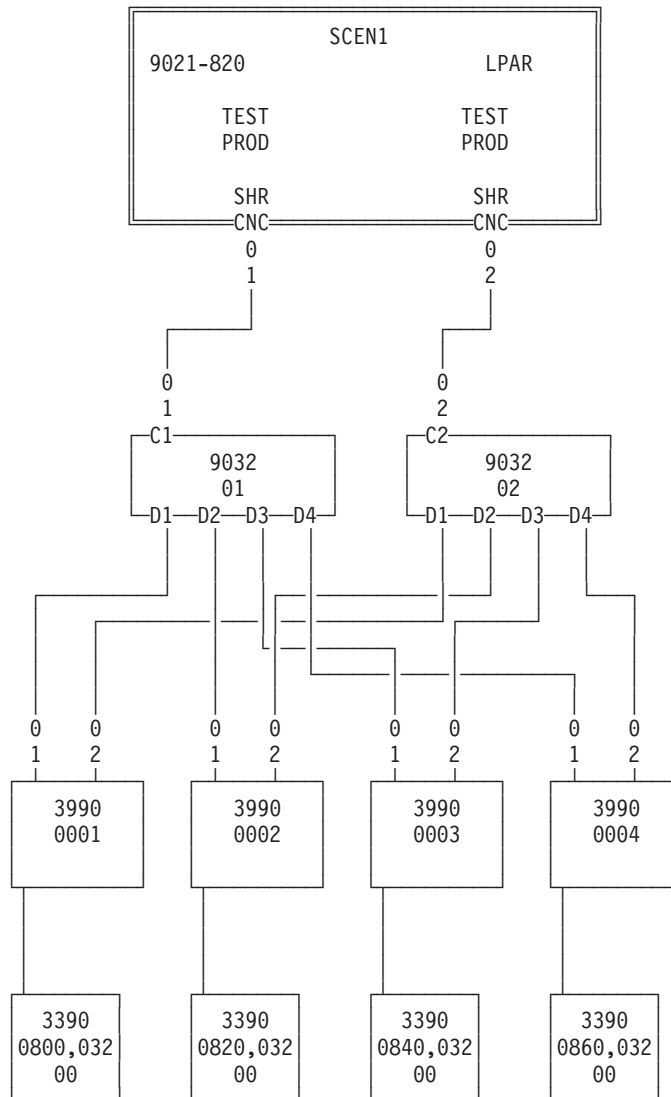 SCEN1
9021-820 LPAR
TEST TEST
PROD PROD
SHR SHR
CNC CNC
0 0
1 2
0 0
1 2
C1 C2
9032 9032
01 02
D1 D2 D3 D4 D1 D2 D3 D4
0 0 0 0 0 0 0 0
1 2 1 2 1 2 1 2
3990 3990 3990 3990
0001 0002 0003 0004
3390 3390 3390 3390
0800,032 0820,032 0840,032 0860,032
00 00 00 00